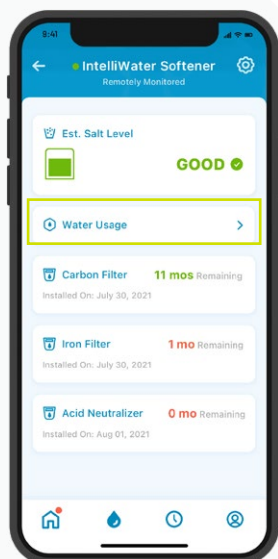 9:41
IntelliWater Softener
Remotely Monitored
Est. Salt Level
GOOD
Water Usage
Carbon Filter 11 mos Remaining
Installed On: July 30, 2021
Iron Filter 1 mo Remaining
Installed On: July 30, 2021
Acid Neutralizer 0 mo Remaining
Installed On: Aug 01, 2021